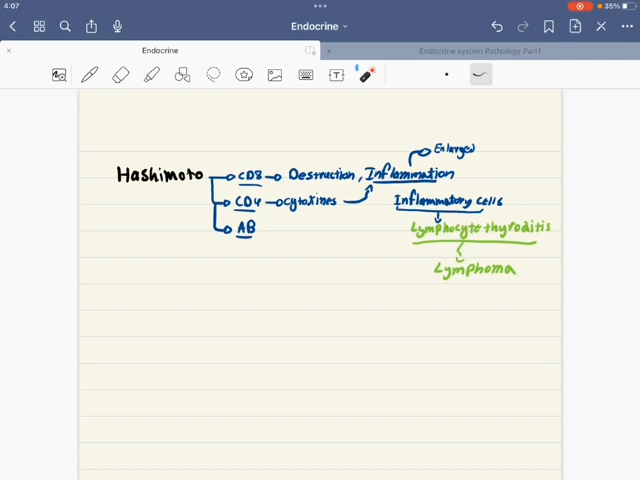 4:07
35%
Endocrine
Endocrine
Endocrine system Pathology Part1
Enlarged
Hashimoto CD8 Destruction, Inflammation
CD4 cytokines Inflammatory cells
AB Lymphocyte thyroditis
Lymphoma